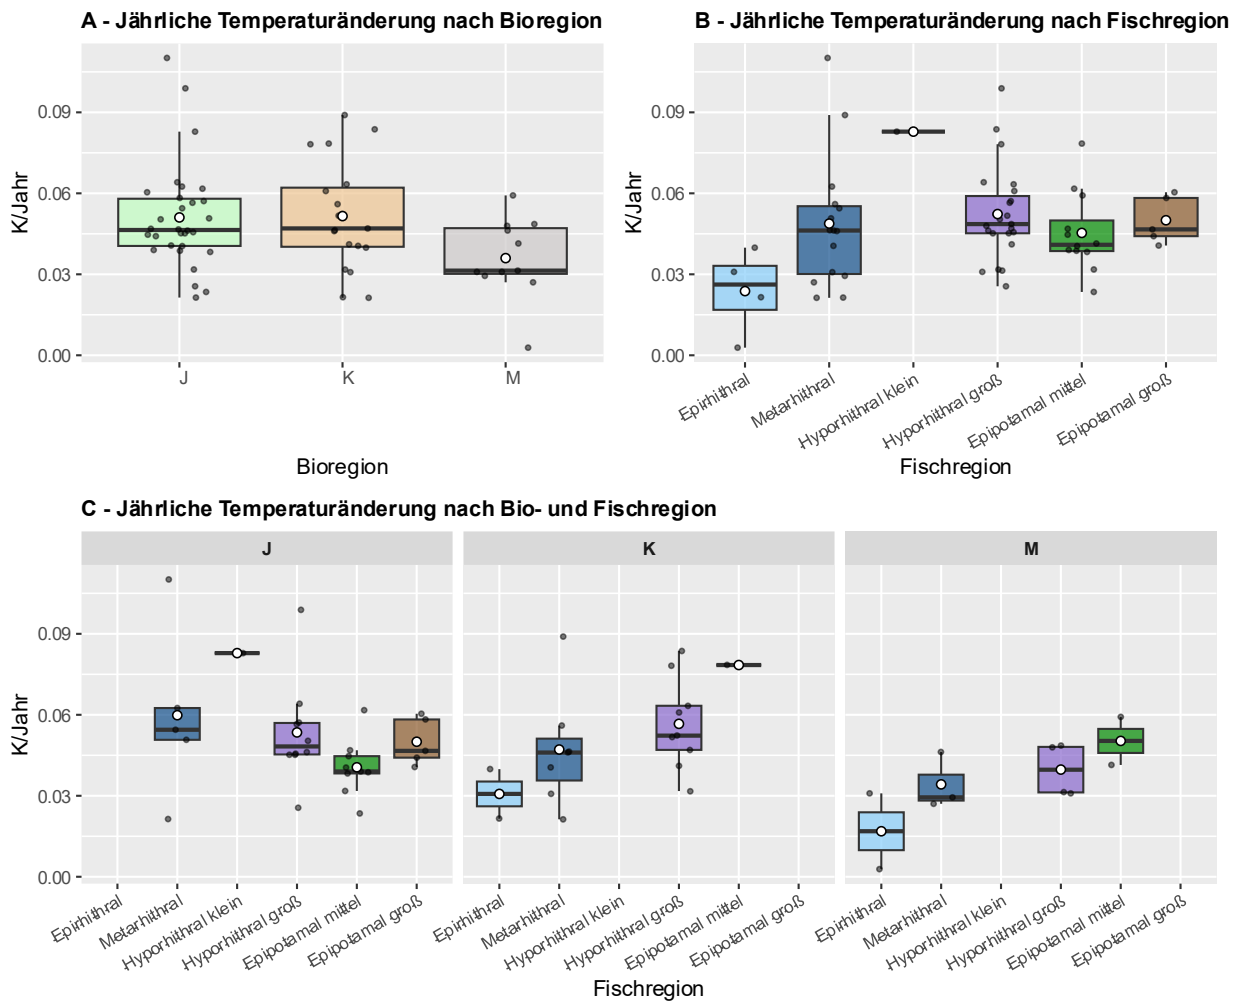 A - Jährliche Temperaturänderung nach Bioregion
K/Jahr
0.09
0.06
0.03
0.00
J
K
M
Bioregion
B - Jährliche Temperaturänderung nach Fischregion
K/Jahr
0.09
0.06
0.03
0.00
Epirhithral
Metarhithral
Hyporhithral klein
Hyporhithral groß
Epipotamal mittel
Epipotamal groß
Fischregion
C - Jährliche Temperaturänderung nach Bio- und Fischregion
J
K
M
K/Jahr
0.09
0.06
0.03
0.00
Epirhithral
Metarhithral
Hyporhithral klein
Hyporhithral groß
Epipotamal mittel
Epipotamal groß
Epirhithral
Metarhithral
Hyporhithral klein
Hyporhithral groß
Epipotamal mittel
Epipotamal groß
Epirhithral
Metarhithral
Hyporhithral klein
Hyporhithral groß
Epipotamal mittel
Epipotamal groß
Fischregion